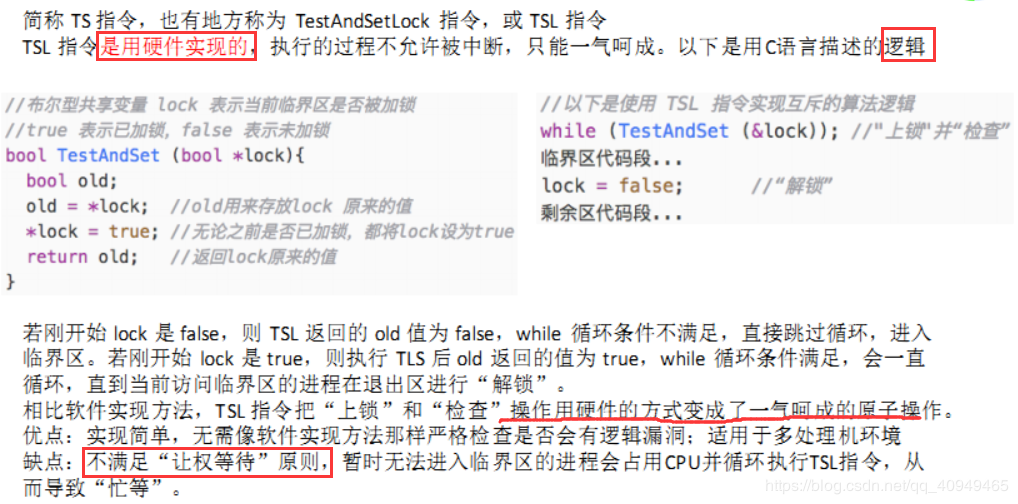 简称 TS 指令，也有地方称为 TestAndSetLock 指令，或 TSL 指令
TSL 指令是用硬件实现的，执行的过程不允许被中断，只能一气呵成。以下是用C语言描述的逻辑
//布尔型共享变量 lock 表示当前临界区是否被加锁
//true 表示已加锁，false 表示未加锁
bool TestAndSet (bool *lock){
bool old;
old = *lock; //old用来存放lock 原来的值
*lock = true; //无论之前是否已加锁，都将lock设为true
return old; //返回lock原来的值
}
//以下是使用 TSL 指令实现互斥的算法逻辑
while (TestAndSet (&lock)); //"上锁"并“检查”
临界区代码段...
lock = false; //“解锁”
剩余区代码段...
若刚开始 lock 是 false，则 TSL 返回的 old 值为 false，while 循环条件不满足，直接跳过循环，进入
临界区。若刚开始 lock 是 true，则执行 TLS 后 old 返回的值为 true，while 循环条件满足，会一直
循环，直到当前访问临界区的进程在退出区进行“解锁”。
相比软件实现方法，TSL 指令把“上锁”和“检查”操作用硬件的方式变成了一气呵成的原子操作。
优点：实现简单，无需像软件实现方法那样严格检查是否会有逻辑漏洞；适用于多处理机环境
缺点：不满足“让权等待”原则，暂时无法进入临界区的进程会占用CPU并循环执行TSL指令，从
而导致“忙等”。
https://blog.csdn.net/qq_40949465